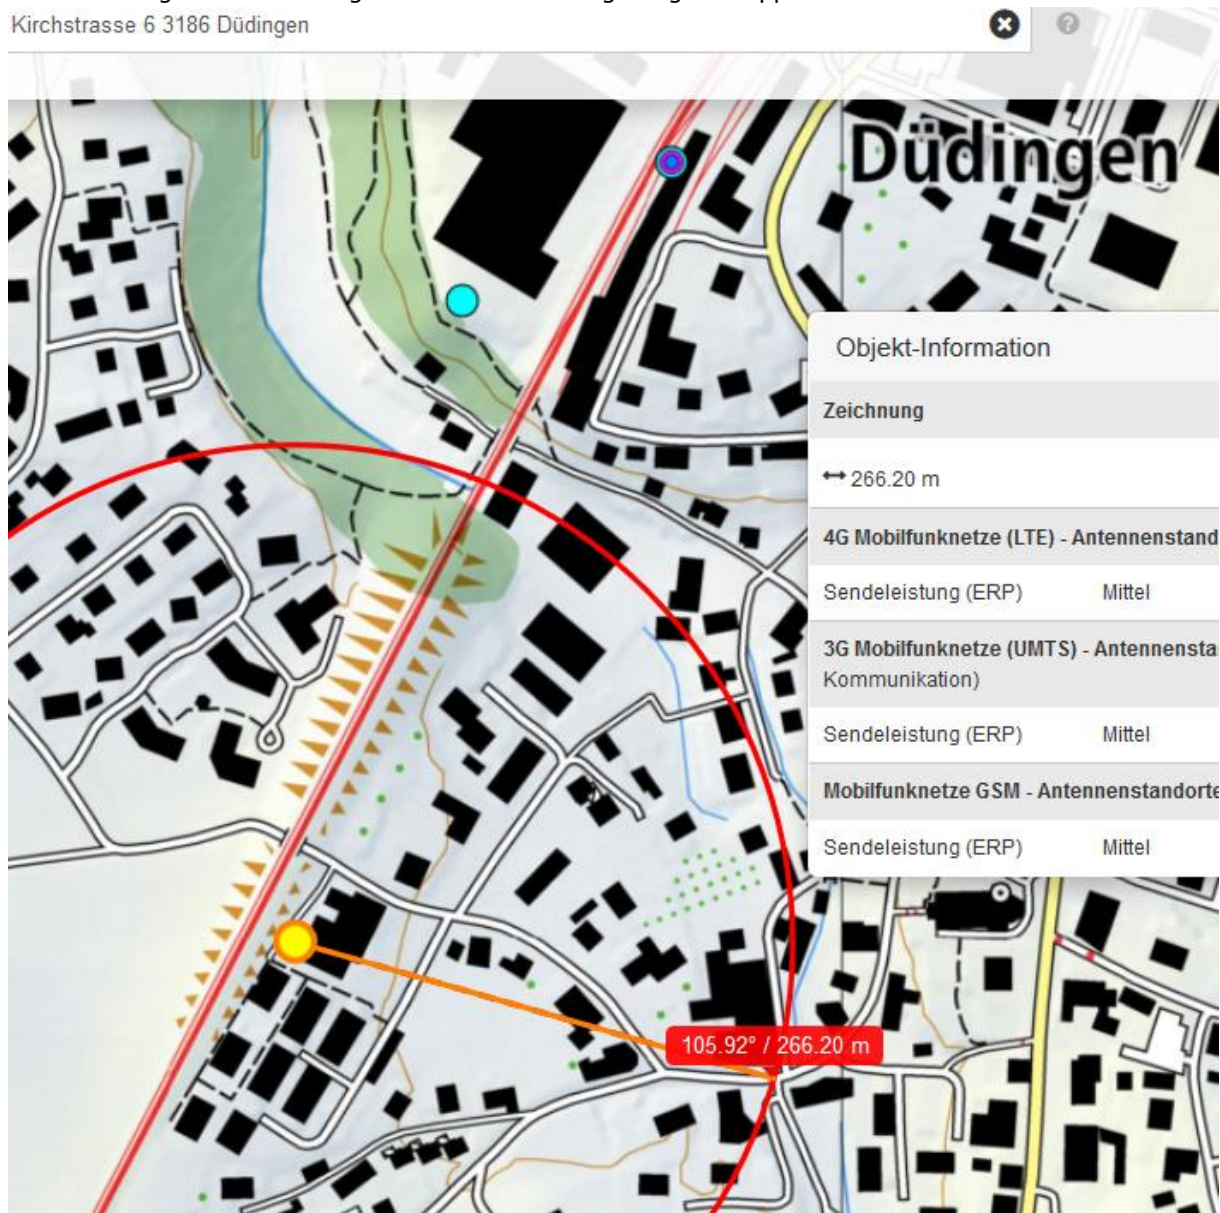 Kirchstrasse 6 3186 Düdingen
?
Düdingen
Objekt-Information
Zeichnung
266.20 m
4G Mobilfunknetze (LTE) - Antennenstand
Sendeleistung (ERP) Mittel
3G Mobilfunknetze (UMTS) - Antennensta
Kommunikation)
Sendeleistung (ERP) Mittel
Mobilfunknetze GSM - Antennenstandorte
Sendeleistung (ERP) Mittel
105.92° / 266.20 m